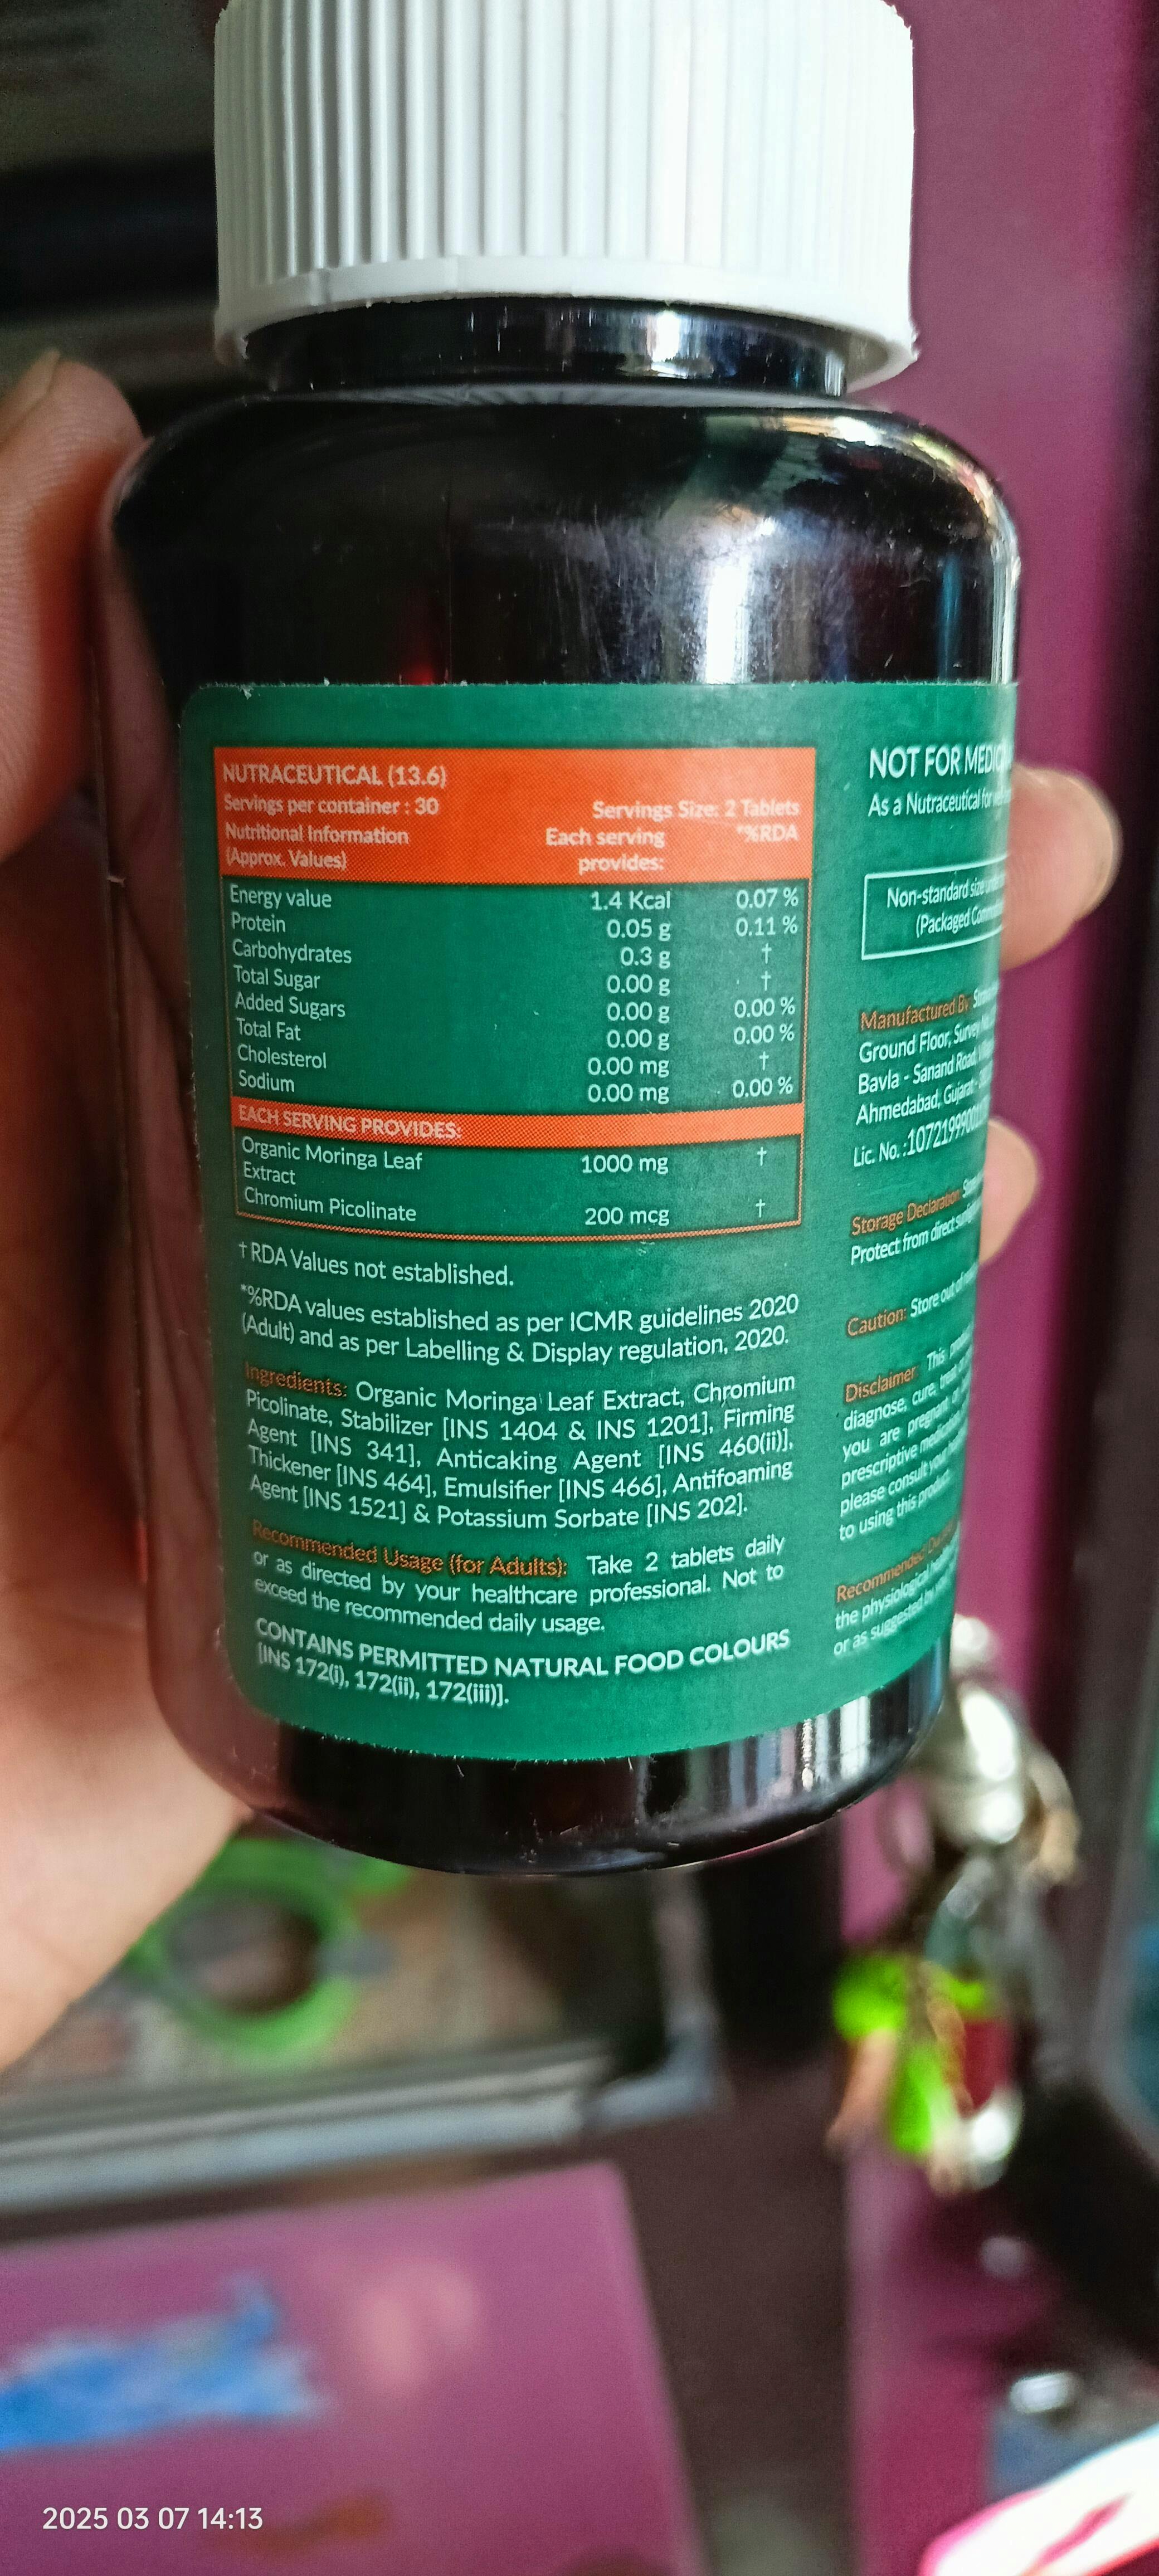 NUTRACEUTICAL (13.6)
Servings per container : 30 Servings Size: 2 Tablets
Nutritional Information (Approx. Values) Each serving provides: *%RDA
Energy value 1.4 Kcal 0.07 %
Protein 0.05 g 0.11 %
Carbohydrates 0.3 g †
Total Sugar 0.00 g †
Added Sugars 0.00 g 0.00 %
Total Fat 0.00 g 0.00 %
Cholesterol 0.00 mg †
Sodium 0.00 mg 0.00 %
EACH SERVING PROVIDES:
Organic Moringa Leaf Extract 1000 mg †
Chromium Picolinate 200 mcg †
† RDA Values not established.
*%RDA values established as per ICMR guidelines 2020
(Adult) and as per Labelling & Display regulation, 2020.
Ingredients: Organic Moringa Leaf Extract, Chromium
Picolinate, Stabilizer [INS 1404 & INS 1201], Firming
Agent [INS 341], Anticaking Agent [INS 460(ii)],
Thickener [INS 464], Emulsifier [INS 466], Antifoaming
Agent [INS 1521] & Potassium Sorbate [INS 202].
Recommended Usage (for Adults): Take 2 tablets daily
or as directed by your healthcare professional. Not to
exceed the recommended daily usage.
CONTAINS PERMITTED NATURAL FOOD COLOURS
[INS 172(i), 172(ii), 172(iii)].
NOT FOR
As a Nutraceutical for
Non-standard size
(Packaged
Manufactured By:
Ground Floor, Survey
Bavla - Sanand Road,
Ahmedabad, Gujarat -
Lic. No. :
Storage Declaration:
Protect from direct
Caution: Store out of
Disclaimer: This
diagnose, cure, treat
you are pregnant
prescriptive
please consult your
to using this product.
Recommended
the physiological
or as suggested by
2025 03 07 14:13